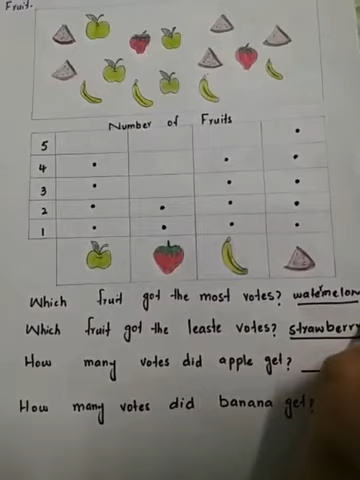 Fruit.
Number of Fruits
5
4
3
2
1
Which fruit got the most votes? watermelon
Which fruit got the leaste votes? strawberry
How many votes did apple get?
How many votes did banana get?